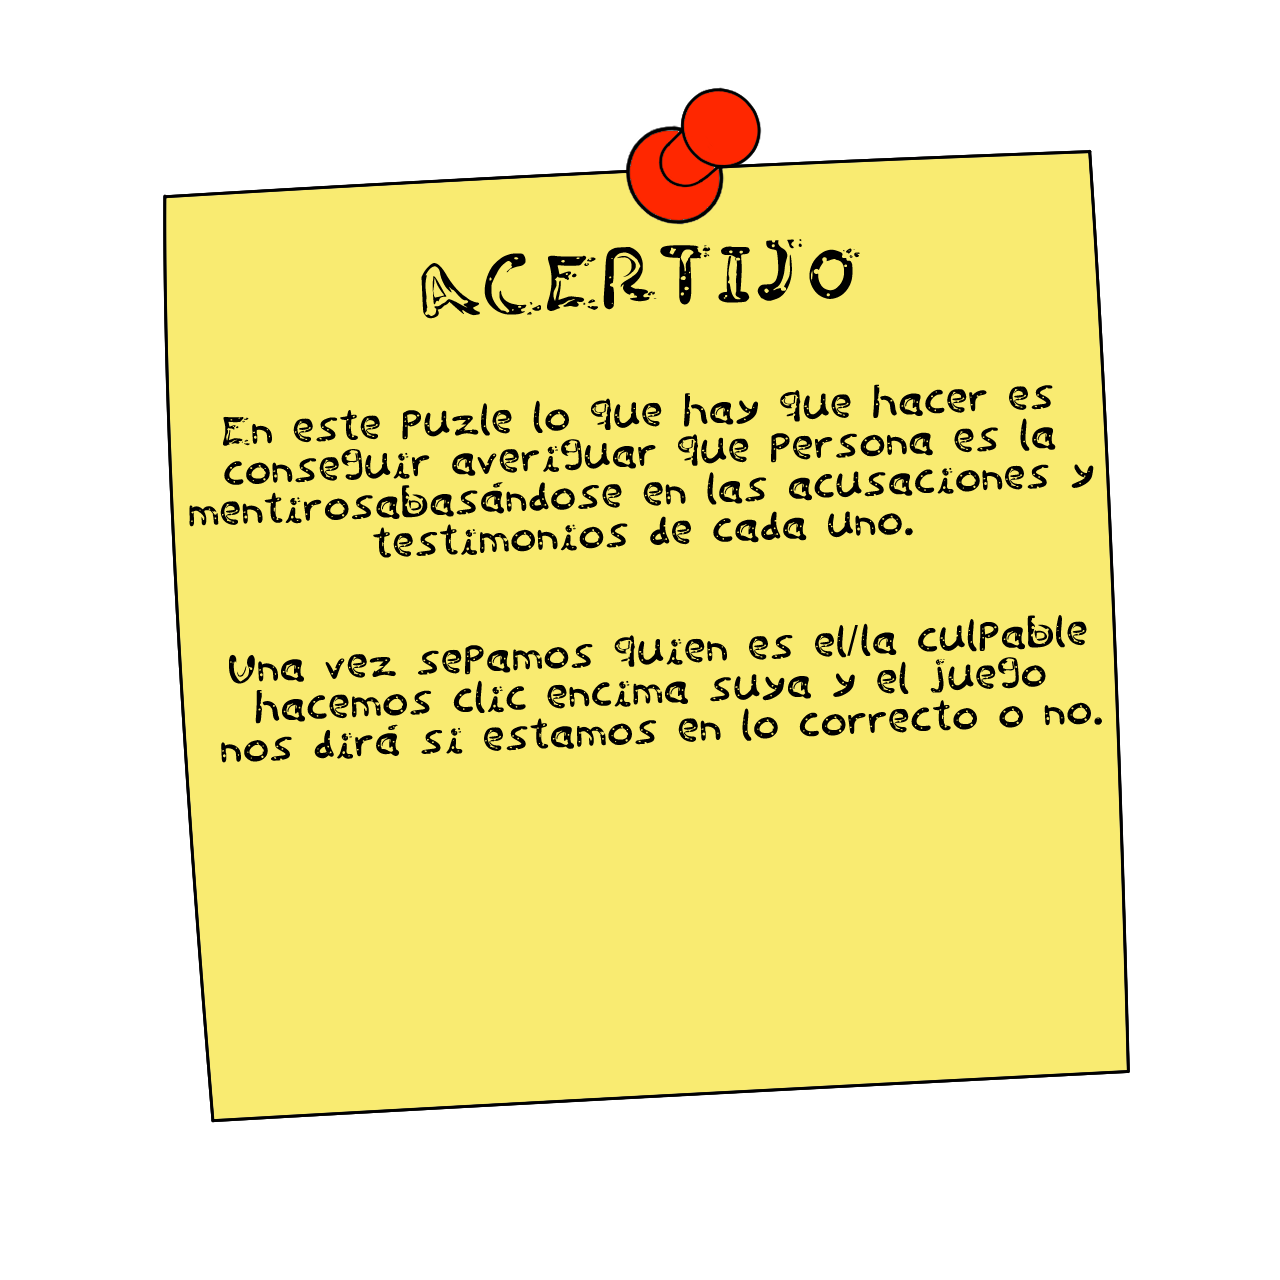 ACERTIJO
En este puzle lo que hay que hacer es
conseguir averiguar que persona es la
mentirosabasándose en las acusaciones y
testimonios de cada uno.
Una vez sepamos quien es el/la culpable
hacemos clic encima suya y el juego
nos dirá si estamos en lo correcto o no.